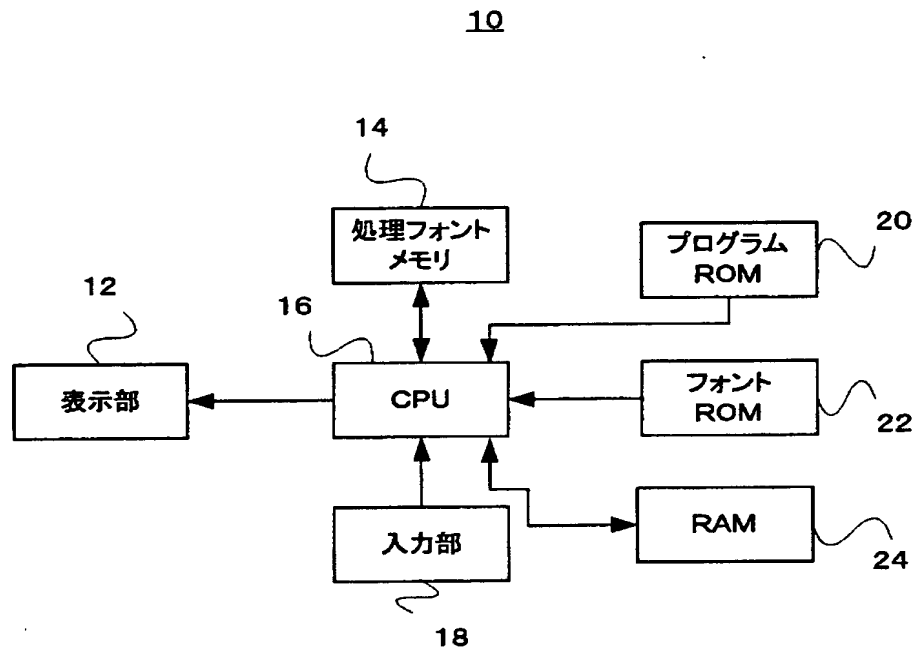 10
14
処理フォント
メモリ
プログラム
ROM
20
12
16
表示部
CPU
フォント
ROM
22
入力部
18
RAM
24